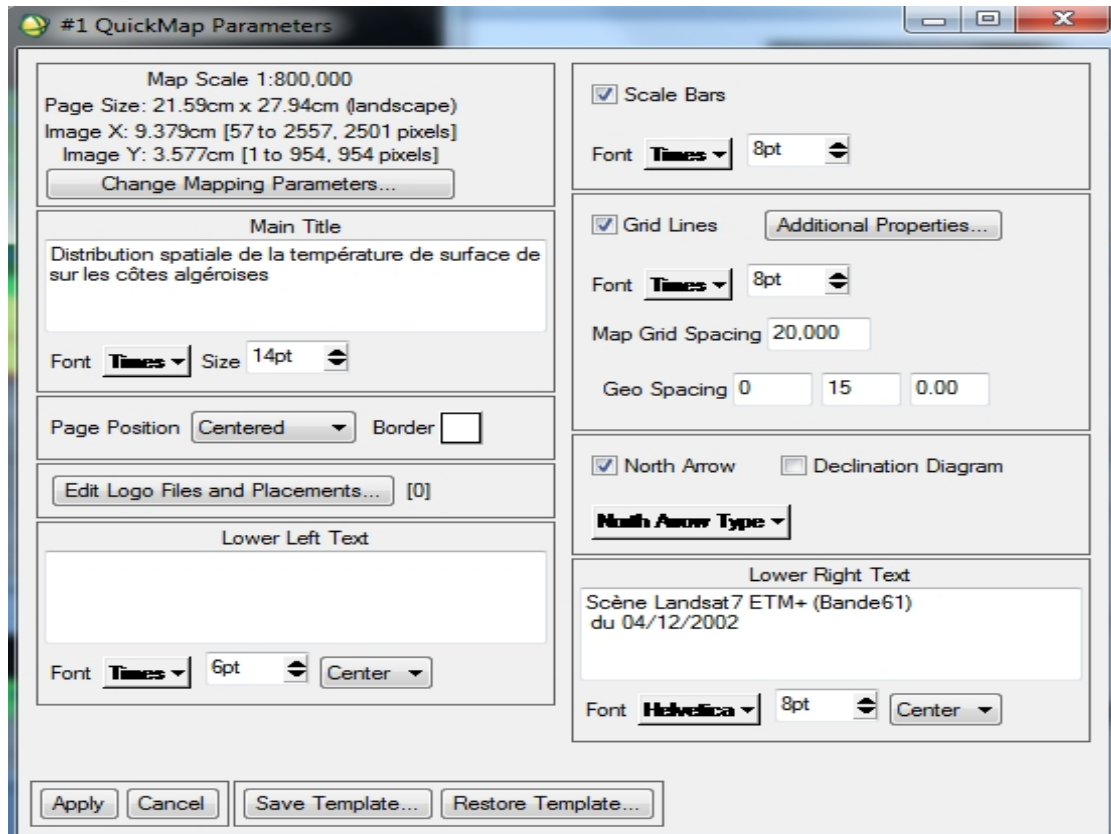 #1 QuickMap Parameters
Map Scale 1:800,000
Page Size: 21.59cm x 27.94cm (landscape)
Image X: 9.379cm [57 to 2557, 2501 pixels]
Image Y: 3.577cm [1 to 954, 954 pixels]
Change Mapping Parameters...
Main Title
Distribution spatiale de la température de surface de
sur les côtes algéroises
Font Times Size 14pt
Page Position Centered Border
Edit Logo Files and Placements... [0]
Lower Left Text
Font Times 6pt Center
Scale Bars
Font Times 8pt
Grid Lines Additional Properties...
Font Times 8pt
Map Grid Spacing 20,000
Geo Spacing 0 15 0.00
North Arrow Declination Diagram
North Arrow Type
Lower Right Text
Scène Landsat7 ETM+ (Bande61)
du 04/12/2002
Font Helvetica 8pt Center
Apply Cancel Save Template... Restore Template...